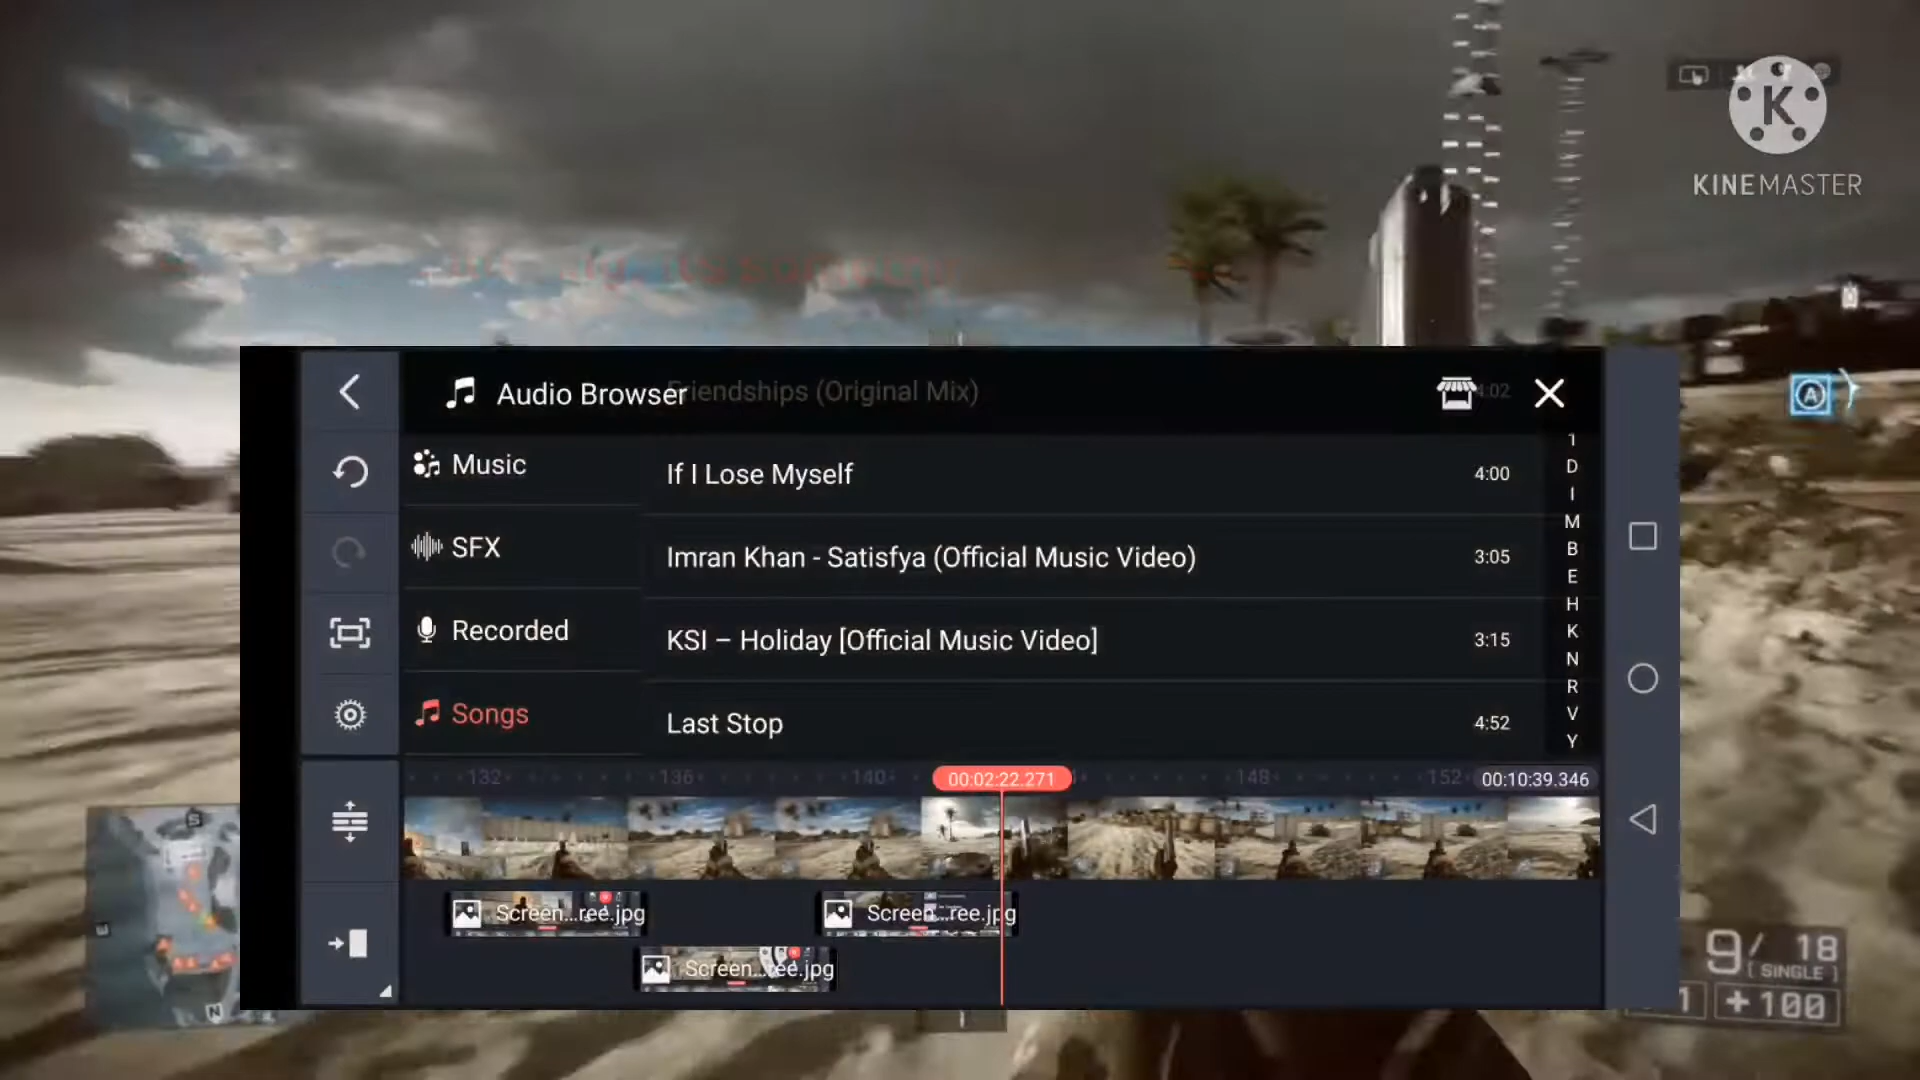 KINEMASTER
Audio Browser
Friendships (Original Mix)
4:02
Music
If I Lose Myself
4:00
SFX
Imran Khan - Satisfya (Official Music Video)
3:05
Recorded
KSI – Holiday [Official Music Video]
3:15
Songs
Last Stop
4:52
1
D
I
M
B
E
H
K
N
R
V
Y
A
132
136
140
00:02:22.271
148
152
00:10:39.346
Screen...ree.jpg
Screen...ree.jpg
Screen...ree.jpg
S
N
9/ 18
[ SINGLE ]
1
+100